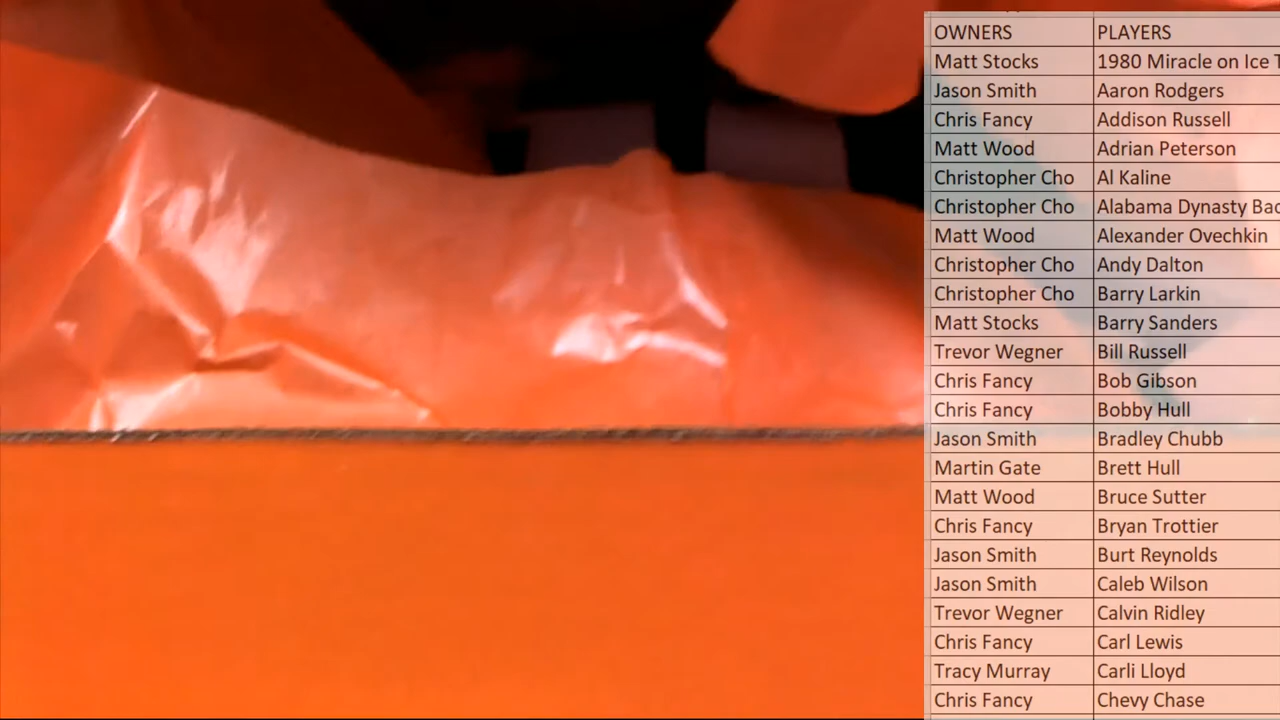 OWNERS PLAYERS
Matt Stocks 1980 Miracle on Ice
Jason Smith Aaron Rodgers
Chris Fancy Addison Russell
Matt Wood Adrian Peterson
Christopher Cho Al Kaline
Christopher Cho Alabama Dynasty
Matt Wood Alexander Ovechkin
Christopher Cho Andy Dalton
Christopher Cho Barry Larkin
Matt Stocks Barry Sanders
Trevor Wegner Bill Russell
Chris Fancy Bob Gibson
Chris Fancy Bobby Hull
Jason Smith Bradley Chubb
Martin Gate Brett Hull
Matt Wood Bruce Sutter
Chris Fancy Bryan Trottier
Jason Smith Burt Reynolds
Jason Smith Caleb Wilson
Trevor Wegner Calvin Ridley
Chris Fancy Carl Lewis
Tracy Murray Carli Lloyd
Chris Fancy Chevy Chase